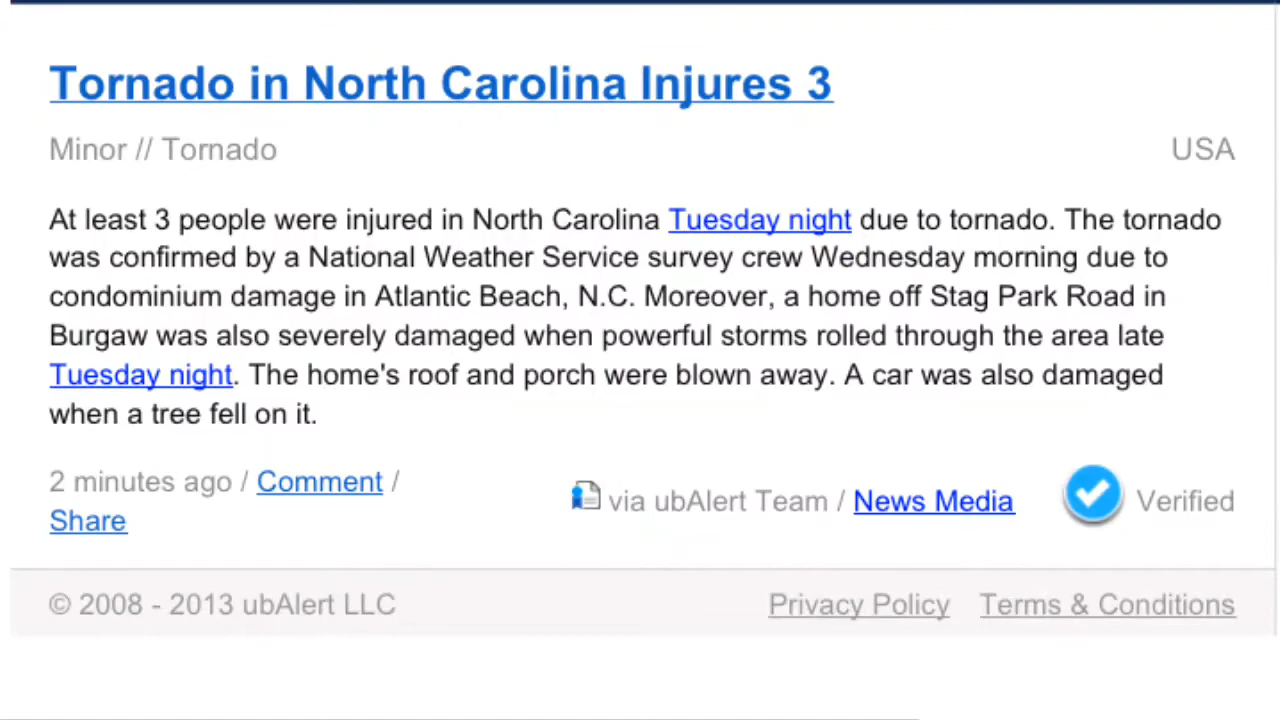 Tornado in North Carolina Injures 3
Minor // Tornado USA
At least 3 people were injured in North Carolina Tuesday night due to tornado. The tornado
was confirmed by a National Weather Service survey crew Wednesday morning due to
condominium damage in Atlantic Beach, N.C. Moreover, a home off Stag Park Road in
Burgaw was also severely damaged when powerful storms rolled through the area late
Tuesday night. The home's roof and porch were blown away. A car was also damaged
when a tree fell on it.
2 minutes ago / Comment /
Share
via ubAlert Team / News Media Verified
© 2008 - 2013 ubAlert LLC Privacy Policy Terms & Conditions